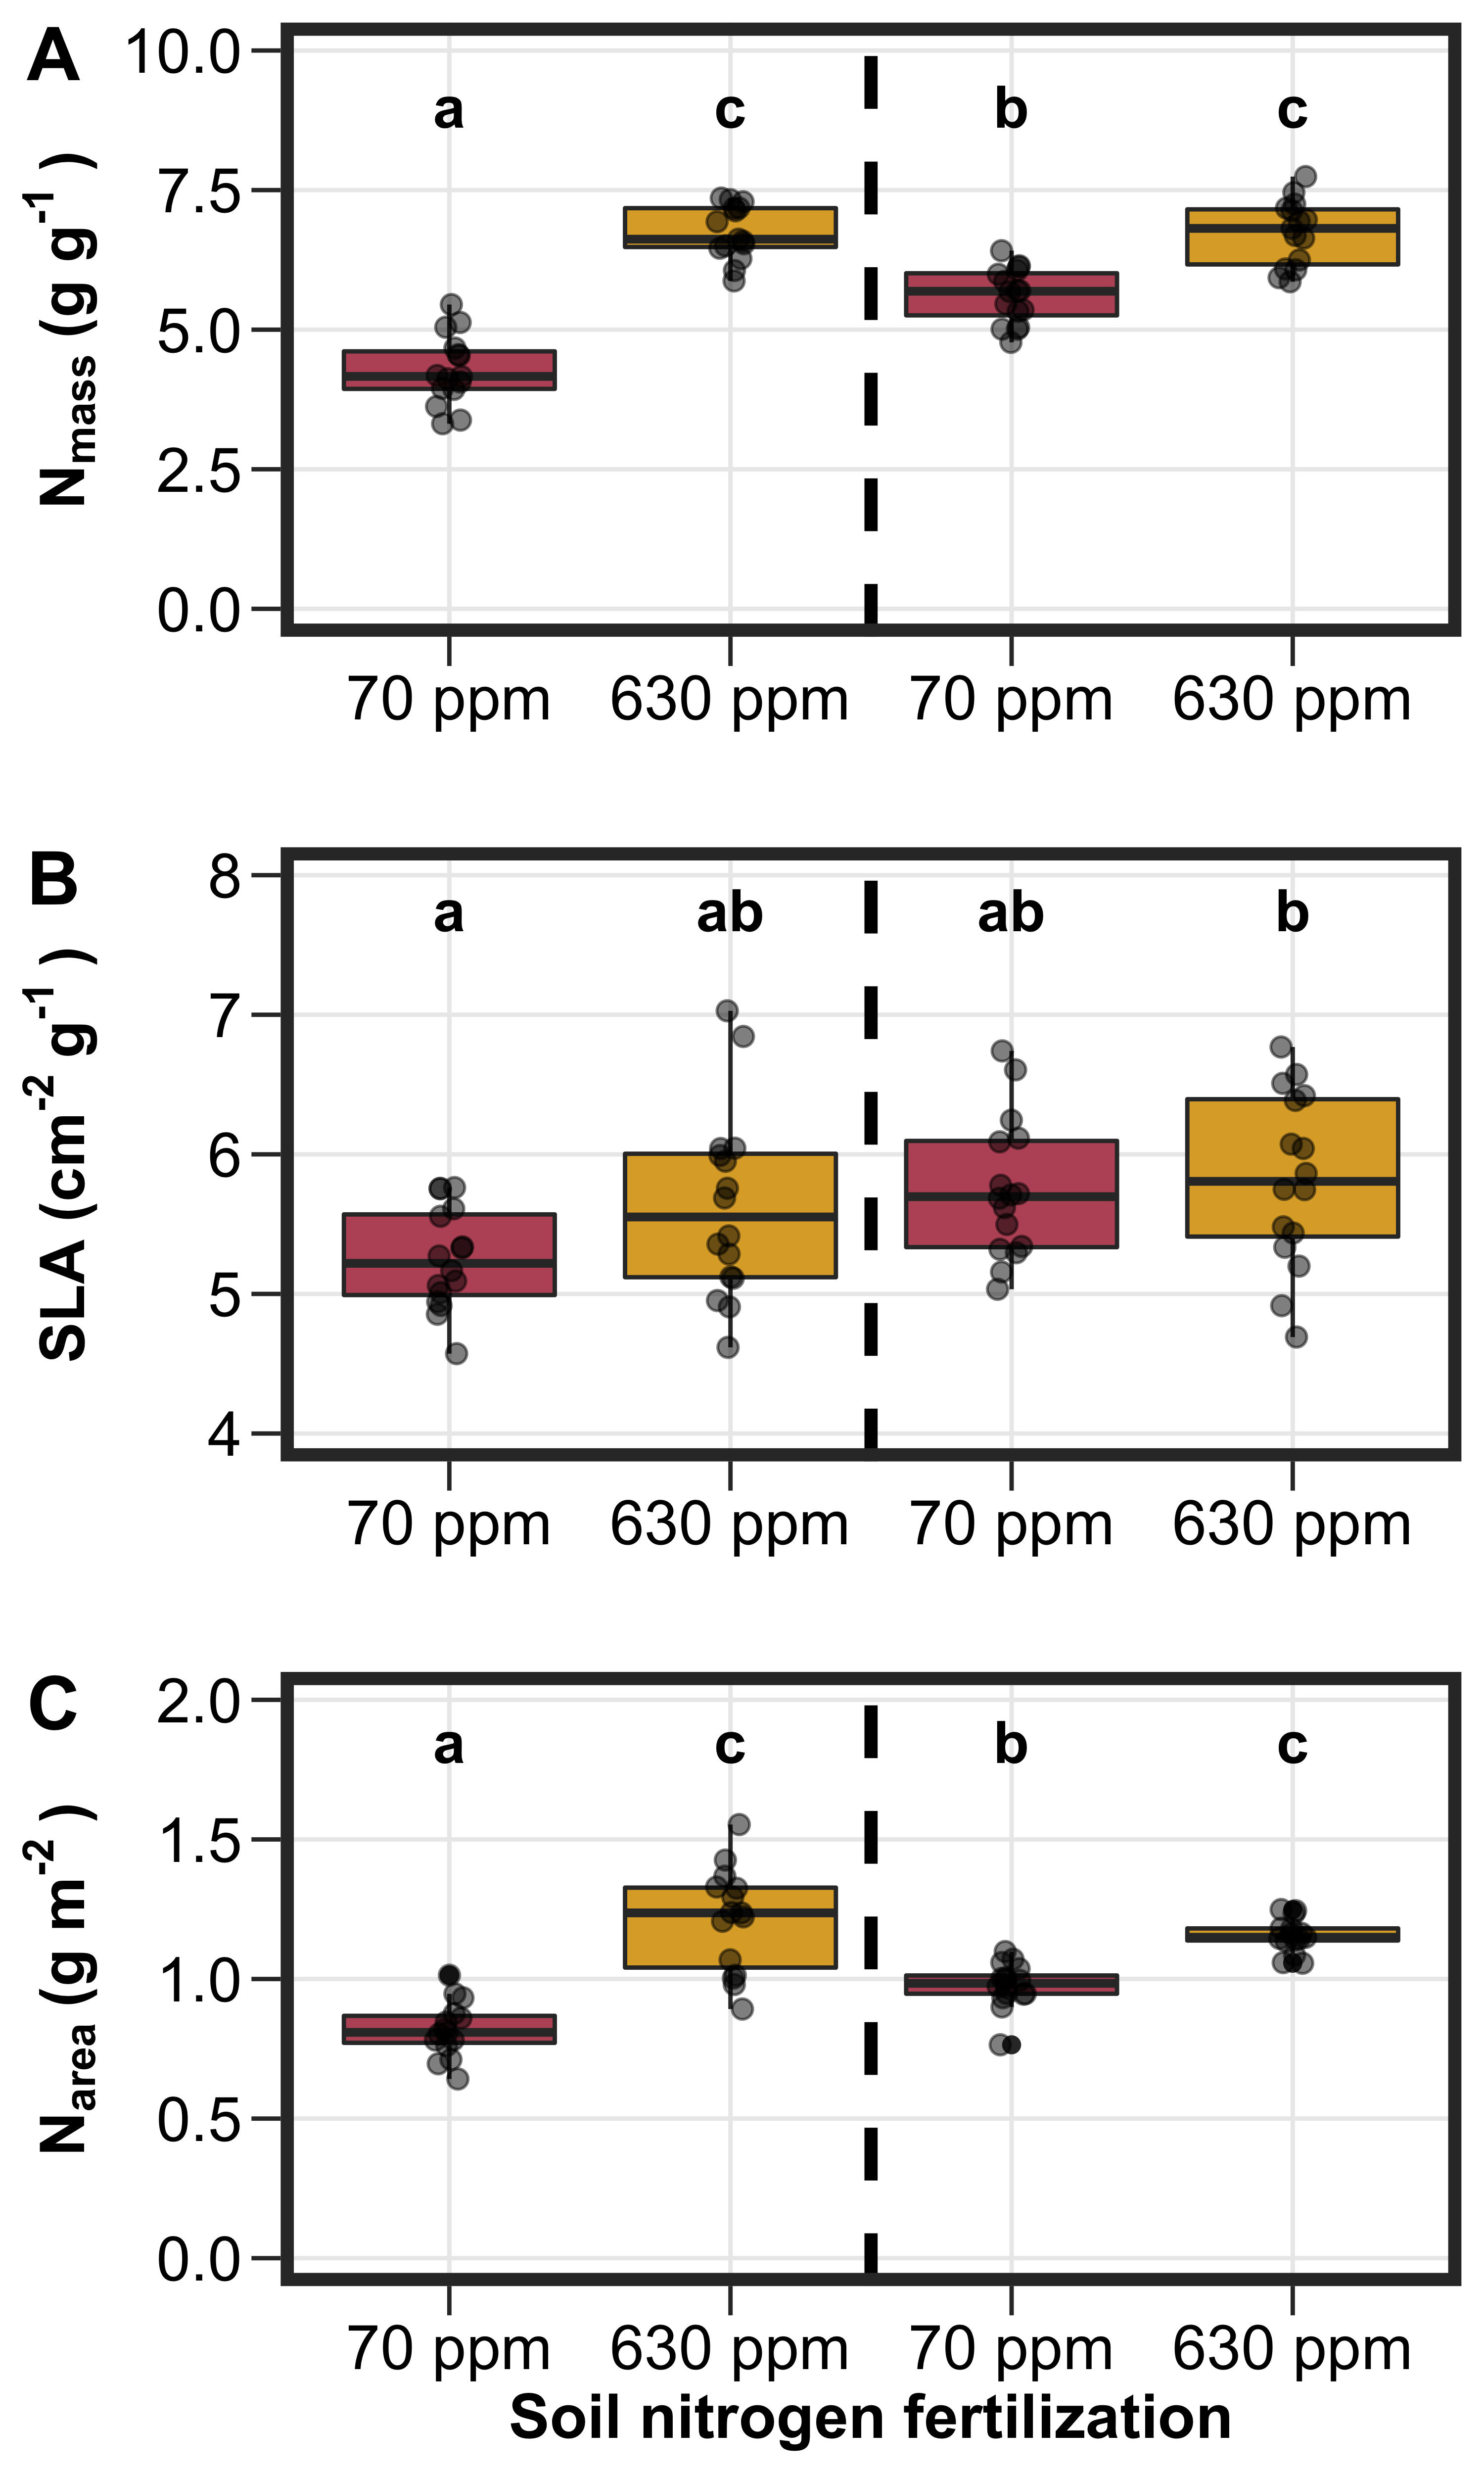 A
10.0
7.5
5.0
2.5
0.0
Nmass (g g-1)
a c b c
70 ppm 630 ppm 70 ppm 630 ppm
B
8
7
6
5
4
SLA (cm-2 g-1)
a ab ab b
70 ppm 630 ppm 70 ppm 630 ppm
C
2.0
1.5
1.0
0.5
0.0
Narea (g m-2)
a c b c
70 ppm 630 ppm 70 ppm 630 ppm
Soil nitrogen fertilization